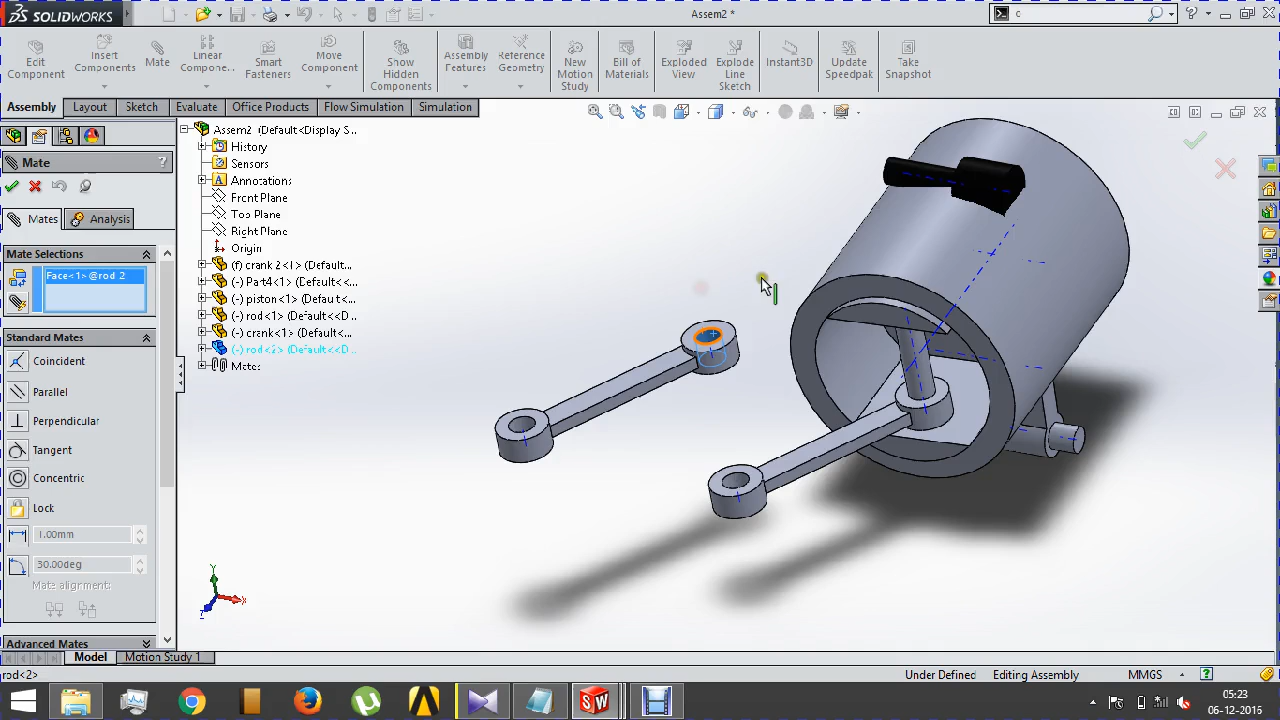 SOLIDWORKS
Assem2 *
c
Edit Component
Insert Components
Mate
Linear Compone...
Smart Fasteners
Move Component
Show Hidden Components
Assembly Features
Reference Geometry
New Motion Study
Bill of Materials
Exploded View
Explode Line Sketch
Instant3D
Update Speedpak
Take Snapshot
Assembly
Layout
Sketch
Evaluate
Office Products
Flow Simulation
Simulation
Assem2 (Default<Display S...
History
Sensors
Annotations
Front Plane
Top Plane
Right Plane
Origin
(f) crank 2<1> (Default...
(-) Part4<1> (Default...
(-) piston<1> (Default<...
(-) rod<1> (Default<<D...
(-) crank<1> (Default...
(-) rod<2> (Default<<D...
Mates
Mate
?
Mates
Analysis
Mate Selections
Face<1>@rod-2
Standard Mates
Coincident
Parallel
Perpendicular
Tangent
Concentric
Lock
1.00mm
30.00deg
Mate alignment:
Advanced Mates
Y
X
Z
Model
Motion Study 1
rod<2>
Under Defined
Editing Assembly
MMGS
?
05:23
06-12-2016